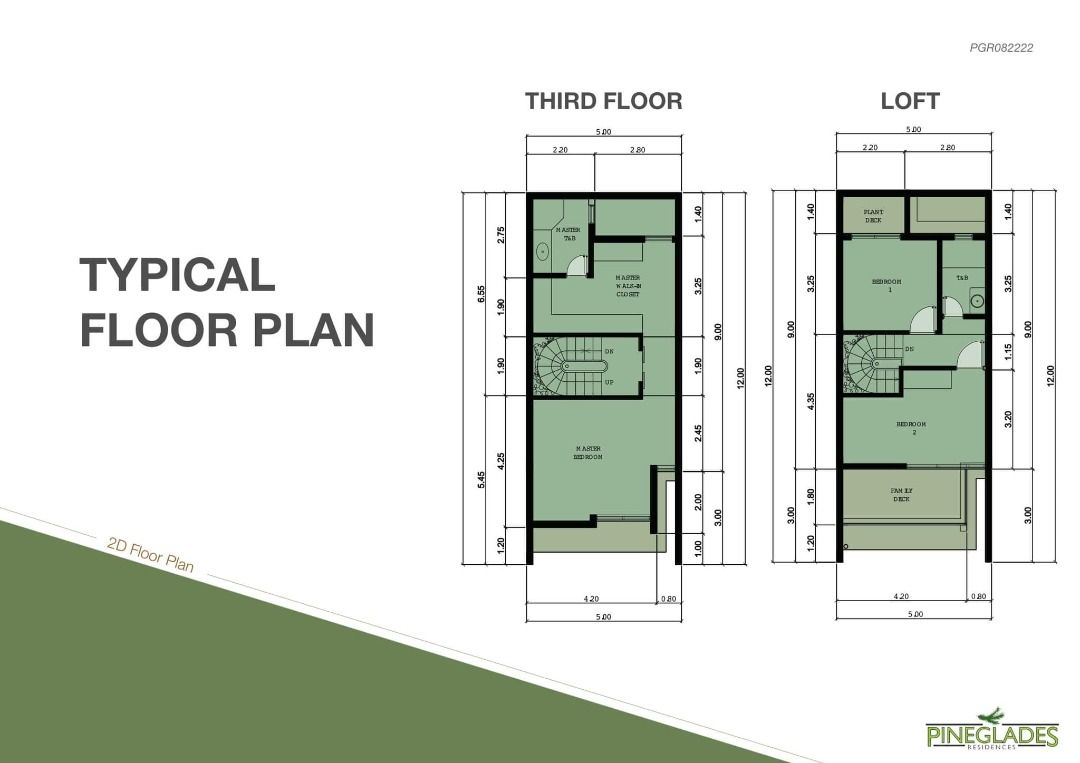 PGR082222
THIRD FLOOR
LOFT
TYPICAL
FLOOR PLAN
2D Floor Plan
5.00
2.20
2.80
MASTER
T&B
MASTER
WALK-IN
CLOSET
DN
UP
MASTER
BEDROOM
2.75
1.90
6.55
1.90
4.25
5.45
1.20
1.40
3.25
9.00
1.90
12.00
2.45
2.00
3.00
1.00
4.20
0.80
5.00
5.00
2.20
2.80
PLANT
DECK
BEDROOM
1
T&B
DN
BEDROOM
2
FAMILY
DECK
1.40
3.25
9.00
12.00
4.35
1.80
3.00
1.20
1.40
3.25
9.00
1.15
12.00
3.20
3.00
4.20
0.80
5.00
PINEGLADES
RESIDENCES